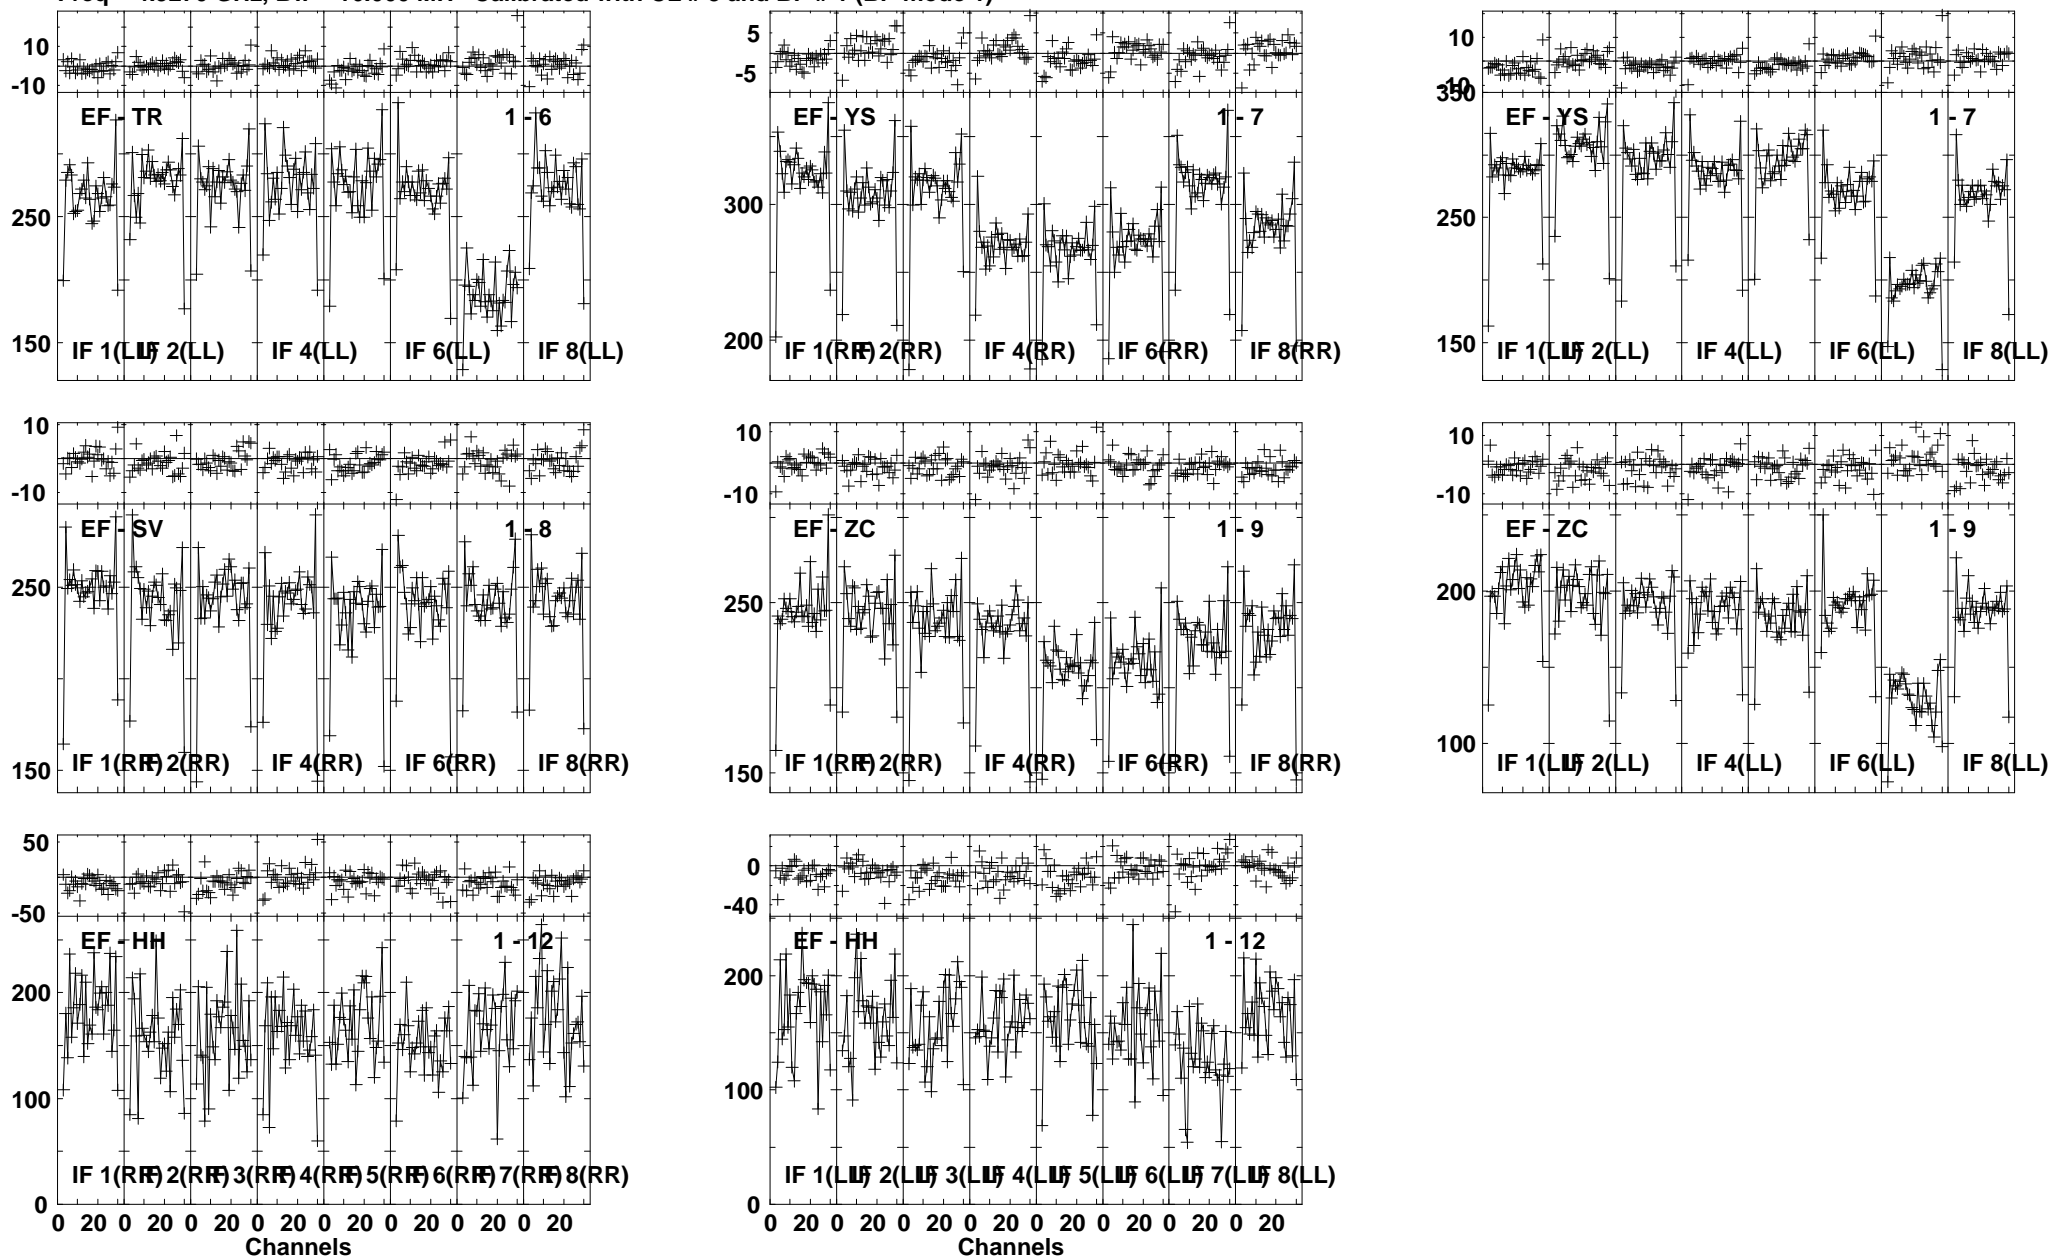 10
-10
EF - TR
1 - 6
250
150
IF 1(LL)
IF 2(LL)
IF 4(LL)
IF 6(LL)
IF 8(LL)
5
-5
EF - YS
1 - 7
300
200
IF 1(RR)
IF 2(RR)
IF 4(RR)
IF 6(RR)
IF 8(RR)
10
-10
350
EF - YS
1 - 7
250
150
IF 1(LL)
IF 2(LL)
IF 4(LL)
IF 6(LL)
IF 8(LL)
10
-10
EF - SV
1 - 8
250
150
IF 1(RR)
IF 2(RR)
IF 4(RR)
IF 6(RR)
IF 8(RR)
10
-10
EF - ZC
1 - 9
250
150
IF 1(RR)
IF 2(RR)
IF 4(RR)
IF 6(RR)
IF 8(RR)
10
-10
EF - ZC
1 - 9
200
100
IF 1(LL)
IF 2(LL)
IF 4(LL)
IF 6(LL)
IF 8(LL)
50
-50
EF - HH
1 - 12
200
100
0
IF 1(RR)
IF 2(RR)
IF 3(RR)
IF 4(RR)
IF 5(RR)
IF 6(RR)
IF 7(RR)
IF 8(RR)
0 20 0 20 0 20 0 20 0 20 0 20 0 20 0 20
Channels
0
-40
EF - HH
1 - 12
200
100
0
IF 1(LL)
IF 2(LL)
IF 3(LL)
IF 4(LL)
IF 5(LL)
IF 6(LL)
IF 7(LL)
IF 8(LL)
0 20 0 20 0 20 0 20 0 20 0 20 0 20 0 20
Channels